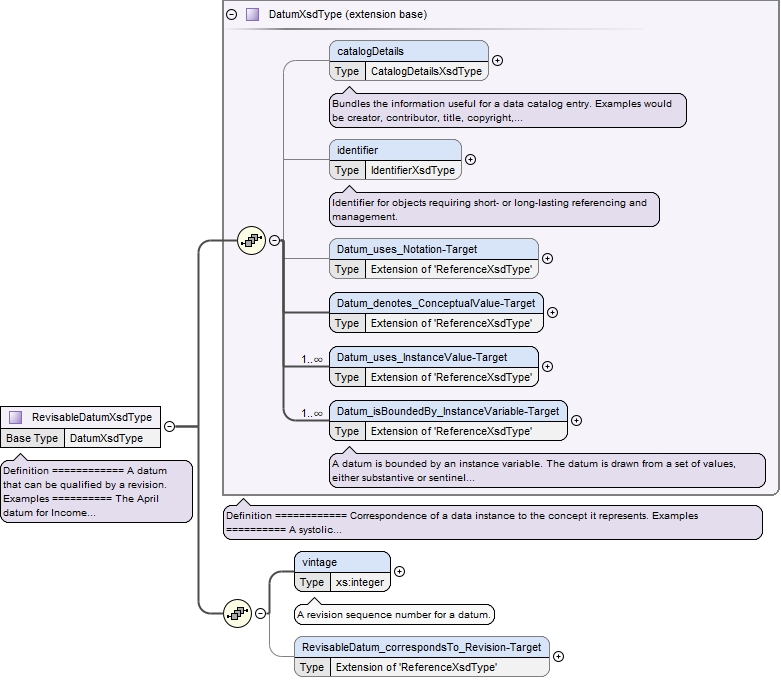 DatumXsdType (extension base)
catalogDetails
Type CatalogDetailsXsdType
Bundles the information useful for a data catalog entry. Examples would
be creator, contributor, title, copyright,...
identifier
Type IdentifierXsdType
Identifier for objects requiring short- or long-lasting referencing and
management.
Datum_uses_Notation-Target
Type Extension of 'ReferenceXsdType'
Datum_denotes_ConceptualValue-Target
Type Extension of 'ReferenceXsdType'
1..∞
Datum_uses_InstanceValue-Target
Type Extension of 'ReferenceXsdType'
1..∞
Datum_isBoundedBy_InstanceVariable-Target
Type Extension of 'ReferenceXsdType'
A datum is bounded by an instance variable. The datum is drawn from a set of values,
either substantive or sentinel...
RevisableDatumXsdType
Base Type DatumXsdType
Definition ============ A datum
that can be qualified by a revision.
Examples ========== The April
datum for Income...
Definition ============ Correspondence of a data instance to the concept it represents. Examples
========== A systolic...
vintage
Type xs:integer
A revision sequence number for a datum.
RevisableDatum_correspondsTo_Revision-Target
Type Extension of 'ReferenceXsdType'